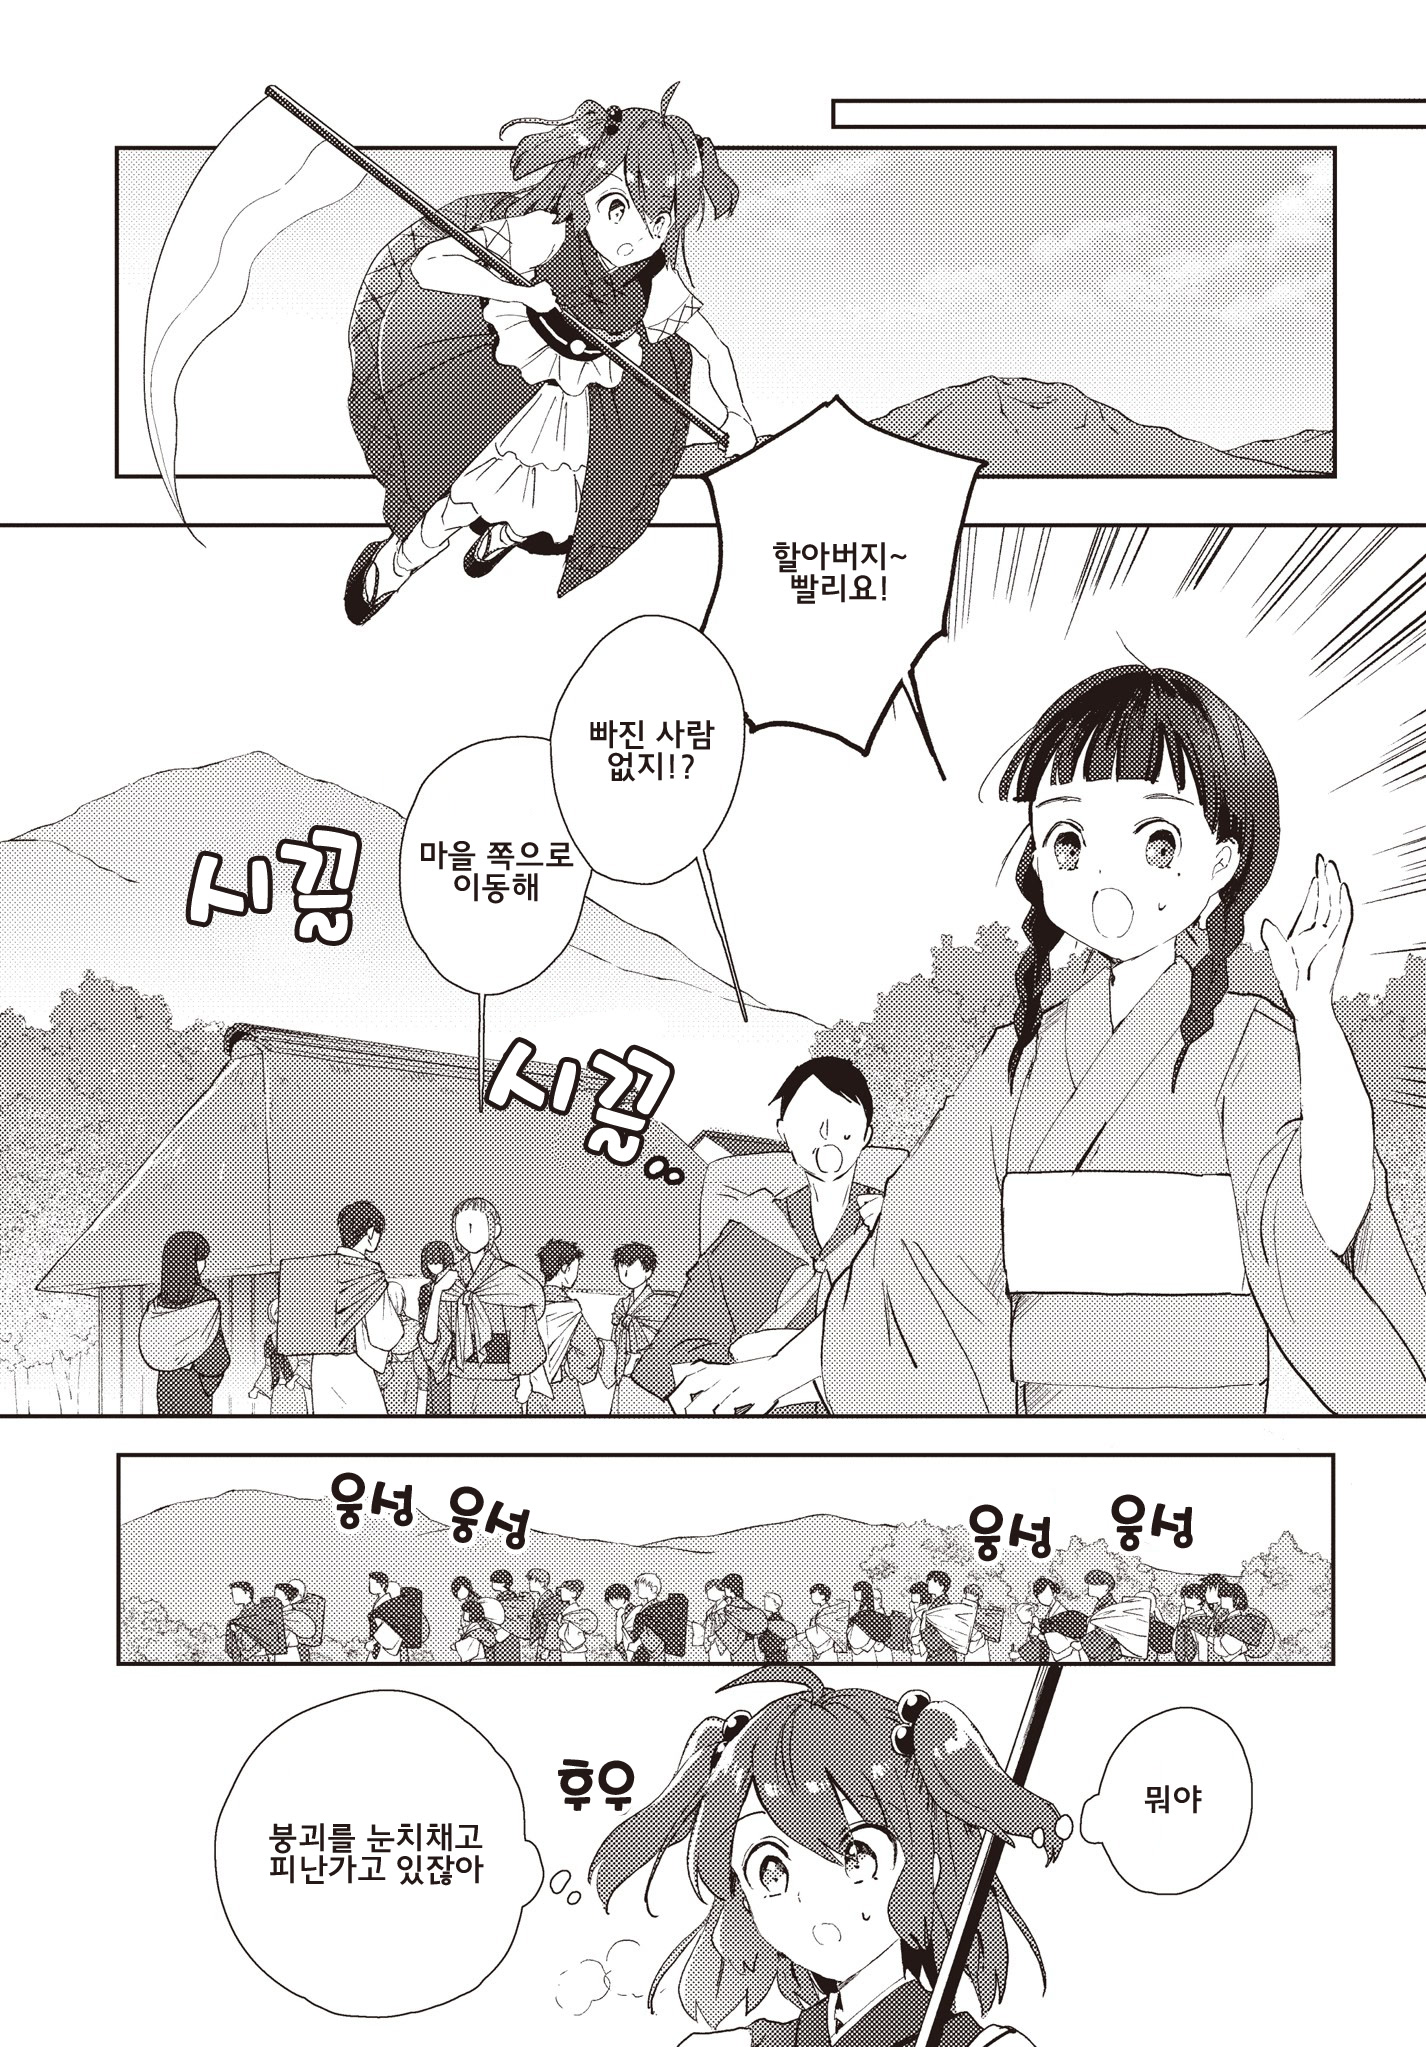 할아버지~
빨리요!
빠진 사람
없지!?
마을 쪽으로
이동해
시끌
시끌..
웅성
웅성
웅성
웅성
뭐야
후우
붕괴를 눈치채고
피난가고 있잖아